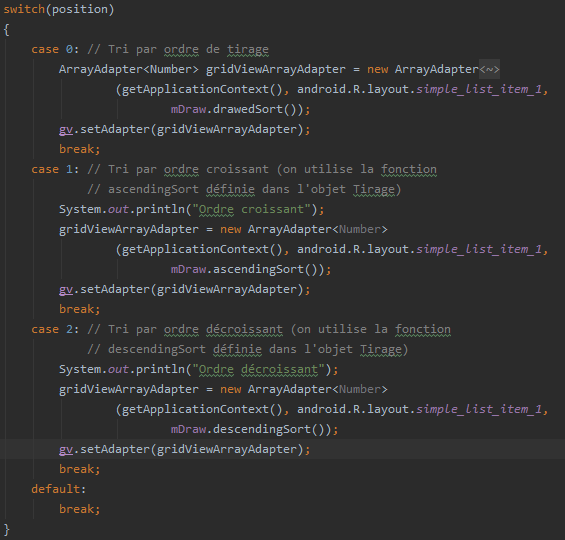 switch(position)
{
    case 0: // Tri par ordre de tirage
        ArrayAdapter<Number> gridViewArrayAdapter = new ArrayAdapter<~>
                (getApplicationContext(), android.R.layout.simple_list_item_1,
                        mDraw.drawedSort());
        gv.setAdapter(gridViewArrayAdapter);
        break;
    case 1: // Tri par ordre croissant (on utilise la fonction
            // ascendingSort définie dans l'objet Tirage)
        System.out.println("Ordre croissant");
        gridViewArrayAdapter = new ArrayAdapter<Number>
                (getApplicationContext(), android.R.layout.simple_list_item_1,
                        mDraw.ascendingSort());
        gv.setAdapter(gridViewArrayAdapter);
        break;
    case 2: // Tri par ordre décroissant (on utilise la fonction
            // descendingSort définie dans l'objet Tirage)
        System.out.println("Ordre décroissant");
        gridViewArrayAdapter = new ArrayAdapter<Number>
                (getApplicationContext(), android.R.layout.simple_list_item_1,
                        mDraw.descendingSort());
        gv.setAdapter(gridViewArrayAdapter);
        break;
    default:
        break;
}